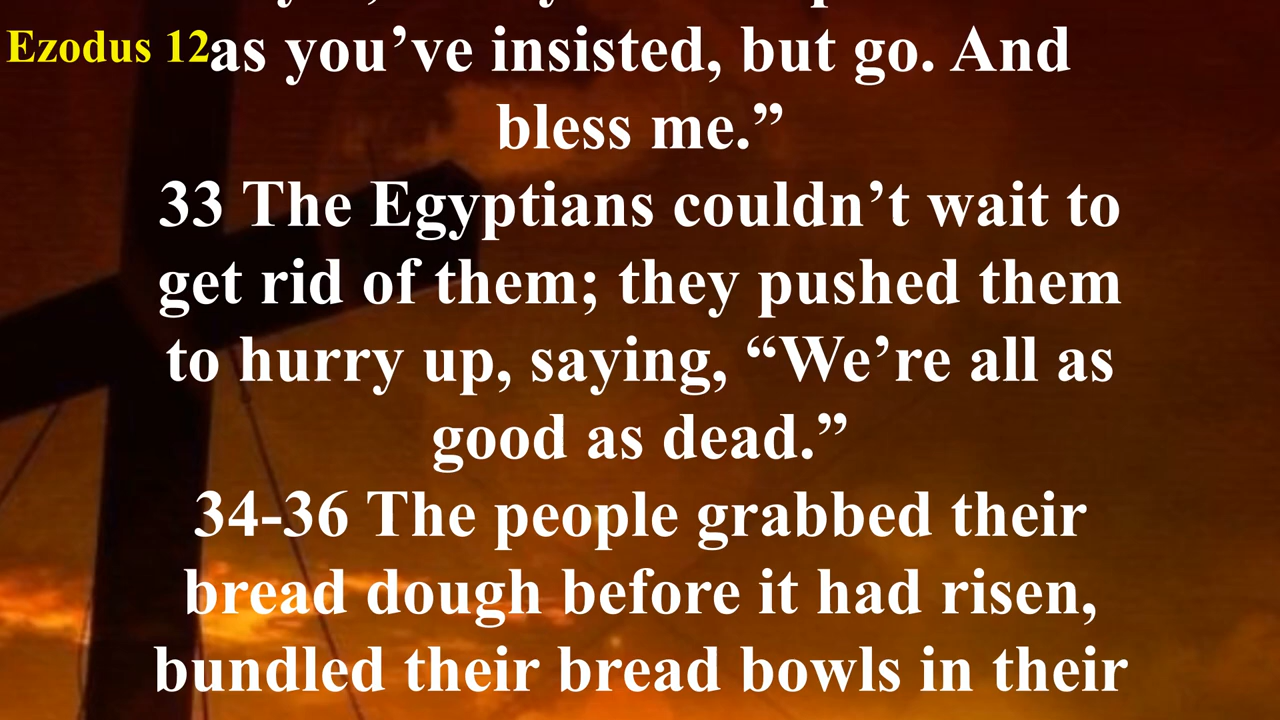 Ezodus 12
as you’ve insisted, but go. And
bless me.”
33 The Egyptians couldn’t wait to
get rid of them; they pushed them
to hurry up, saying, “We’re all as
good as dead.”
34-36 The people grabbed their
bread dough before it had risen,
bundled their bread bowls in their